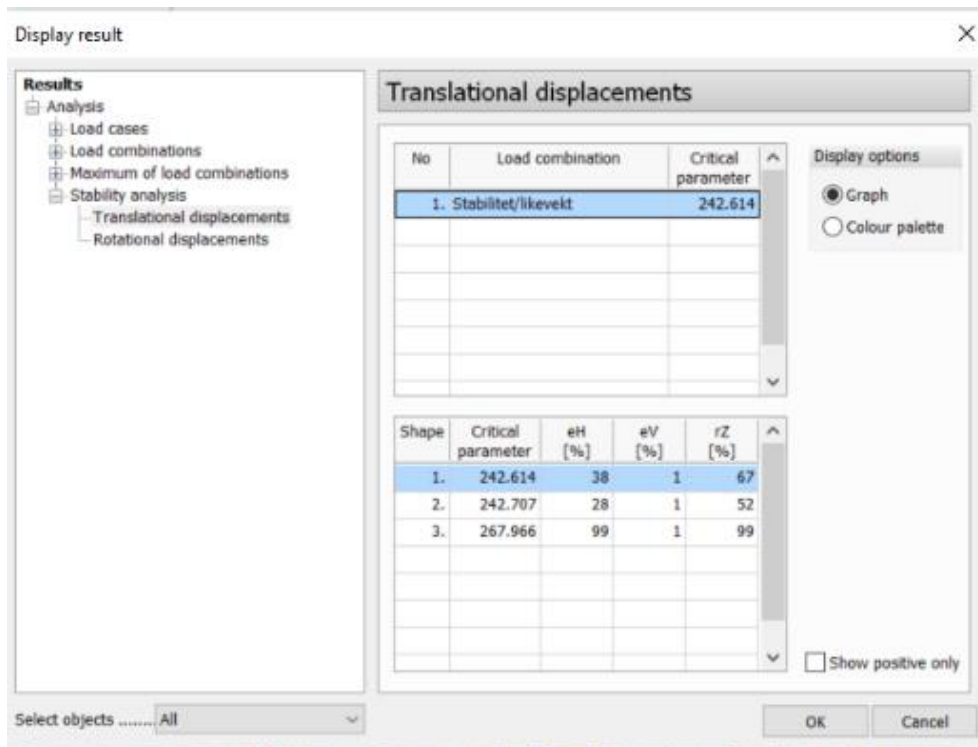 Display result
Results
Analysis
Load cases
Load combinations
Maximum of load combinations
Stability analysis
Translational displacements
Rotational displacements
Translational displacements
No Load combination Critical parameter
1. Stabilitet/likevekt 242.614
Display options
Graph
Colour palette
Shape Critical parameter eH [%] eV [%] rZ [%]
1. 242.614 38 1 67
2. 242.707 28 1 52
3. 267.966 99 1 99
Show positive only
Select objects ........ All
OK Cancel